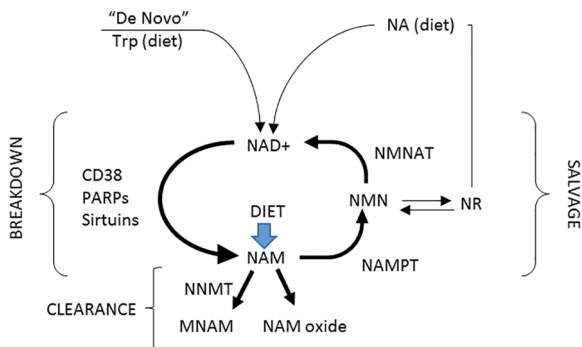 “De Novo”
Trp (diet)
NA (diet)
NAD+
NMNAT
BREAKDOWN
CD38
PARPs
Sirtuins
DIET
NMN
NR
SALVAGE
NAM
NAMPT
CLEARANCE
NNMT
MNAM
NAM oxide